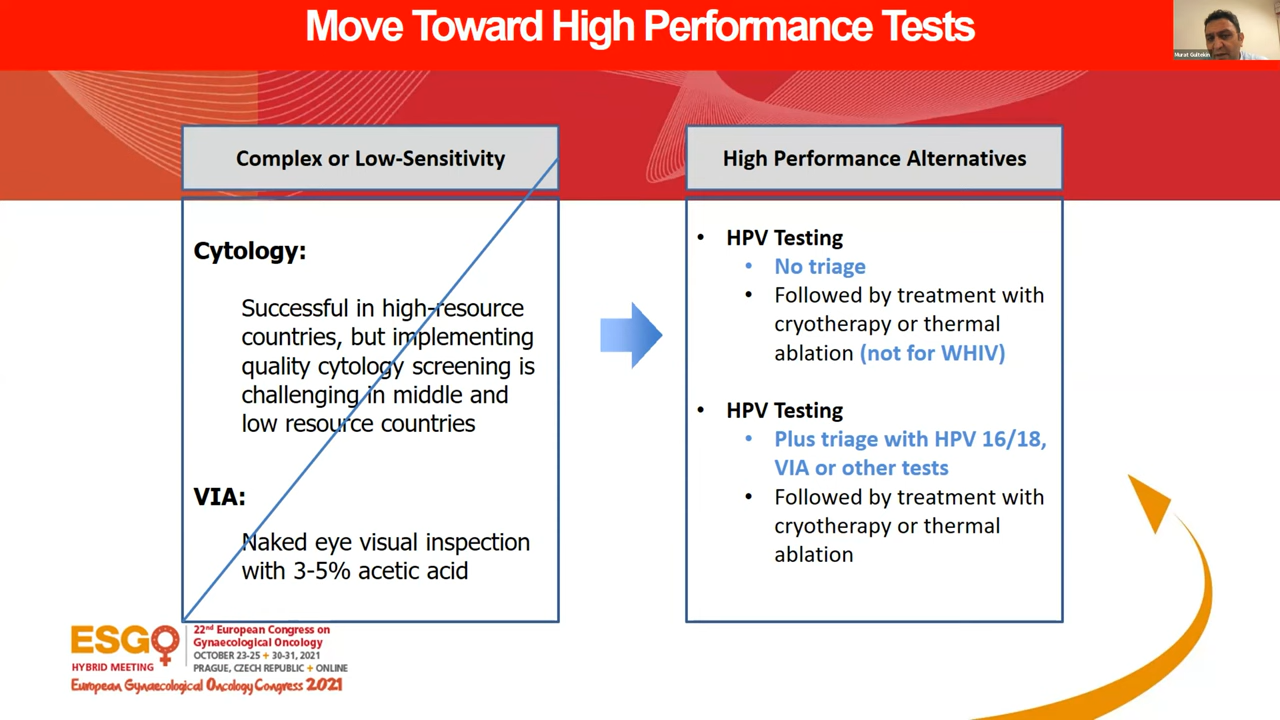 Move Toward High Performance Tests
Murat Gultekin
Complex or Low-Sensitivity
Cytology:
Successful in high-resource
countries, but implementing
quality cytology screening is
challenging in middle and
low resource countries
VIA:
Naked eye visual inspection
with 3-5% acetic acid
High Performance Alternatives
• HPV Testing
• No triage
• Followed by treatment with
cryotherapy or thermal
ablation (not for WHIV)
• HPV Testing
• Plus triage with HPV 16/18,
VIA or other tests
• Followed by treatment with
cryotherapy or thermal
ablation
ESGO
HYBRID MEETING
22nd European Congress on
Gynaecological Oncology
OCTOBER 23-25 + 30-31, 2021
PRAGUE, CZECH REPUBLIC + ONLINE
European Gynaecological Oncology Congress 2021